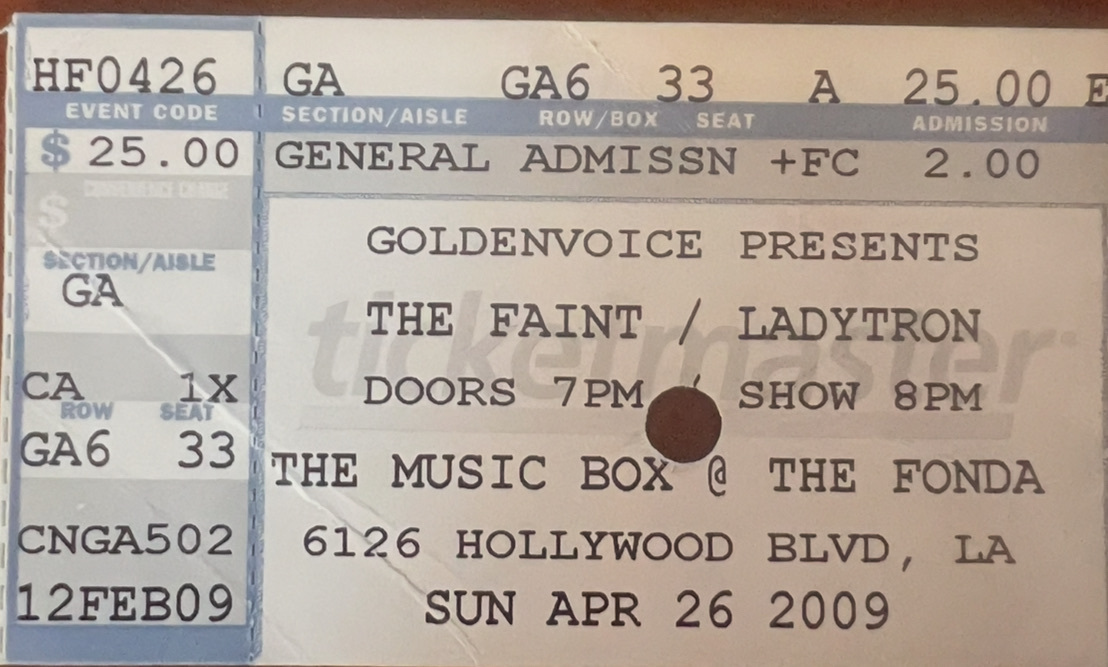 HF0426 GA GA6 33 A 25.00 E
EVENT CODE SECTION/AISLE ROW/BOX SEAT ADMISSION
$ 25.00 GENERAL ADMISSN +FC 2.00
CONVENIENCE CHARGE
$
GOLDENVOICE PRESENTS
SECTION/AISLE
GA
THE FAINT / LADYTRON
ticketmaster
CA 1X DOORS 7PM / SHOW 8PM
ROW SEAT
GA6 33 THE MUSIC BOX @ THE FONDA
CNGA502 6126 HOLLYWOOD BLVD, LA
12FEB09 SUN APR 26 2009